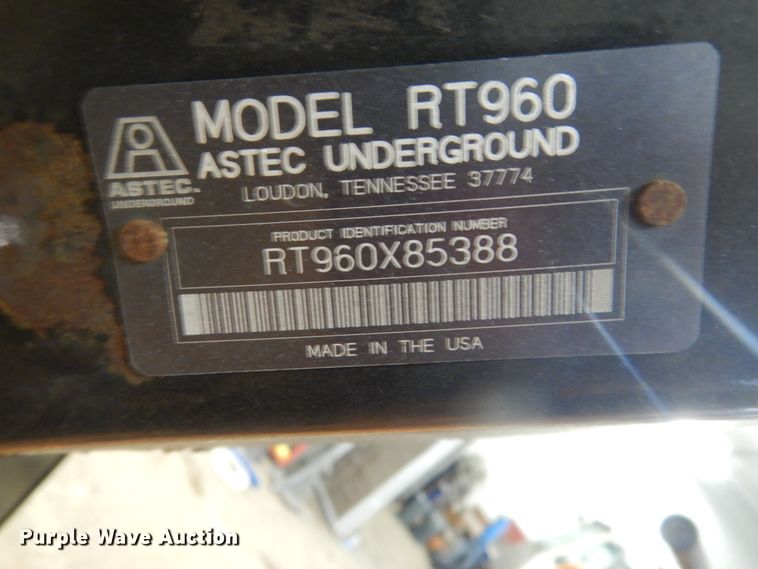 MODEL RT960
ASTEC UNDERGROUND
LOUDON, TENNESSEE 37774
ASTEC
UNDERGROUND
PRODUCT IDENTIFICATION NUMBER
RT960X85388
MADE IN THE USA
Purple Wave Auction